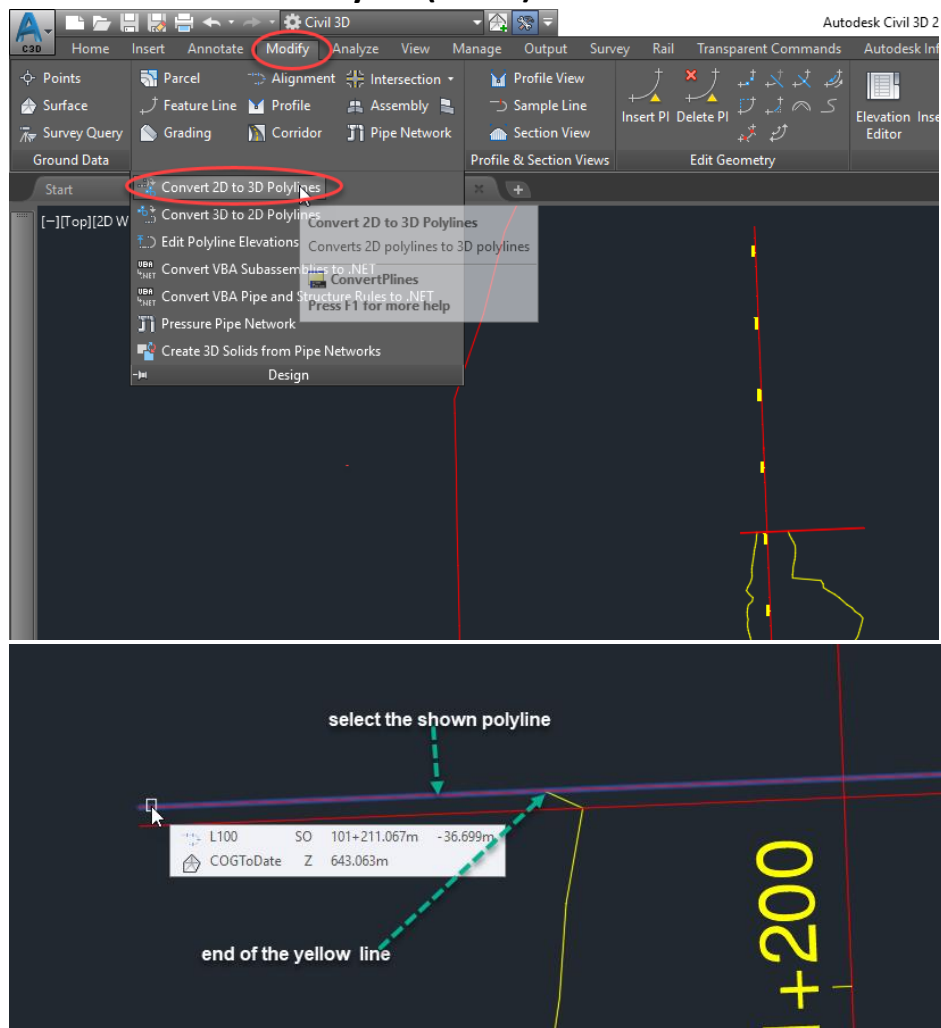 Civil 3D
Autodesk Civil 3D 2
C3D
Home Insert Annotate Modify Analyze View Manage Output Survey Rail Transparent Commands Autodesk Inf
Points Parcel Alignment Intersection Profile View
Surface Feature Line Profile Assembly Sample Line
Insert PI Delete PI Elevation Inse
Survey Query Grading Corridor Pipe Network Section View
Editor
Ground Data Profile & Section Views Edit Geometry
Start
Convert 2D to 3D Polylines
[−][Top][2D W
Convert 3D to 2D Polylines
Convert 2D to 3D Polylines
Edit Polyline Elevations
Converts 2D polylines to 3D polylines
Convert VBA Subassemblies to .NET
ConvertPlines
Convert VBA Pipe and Structure Rules to .NET
Press F1 for more help
Pressure Pipe Network
Create 3D Solids from Pipe Networks
Design
select the shown polyline
L100 SO 101+211.067m -36.699m
COGToDate Z 643.063m
end of the yellow line
+200